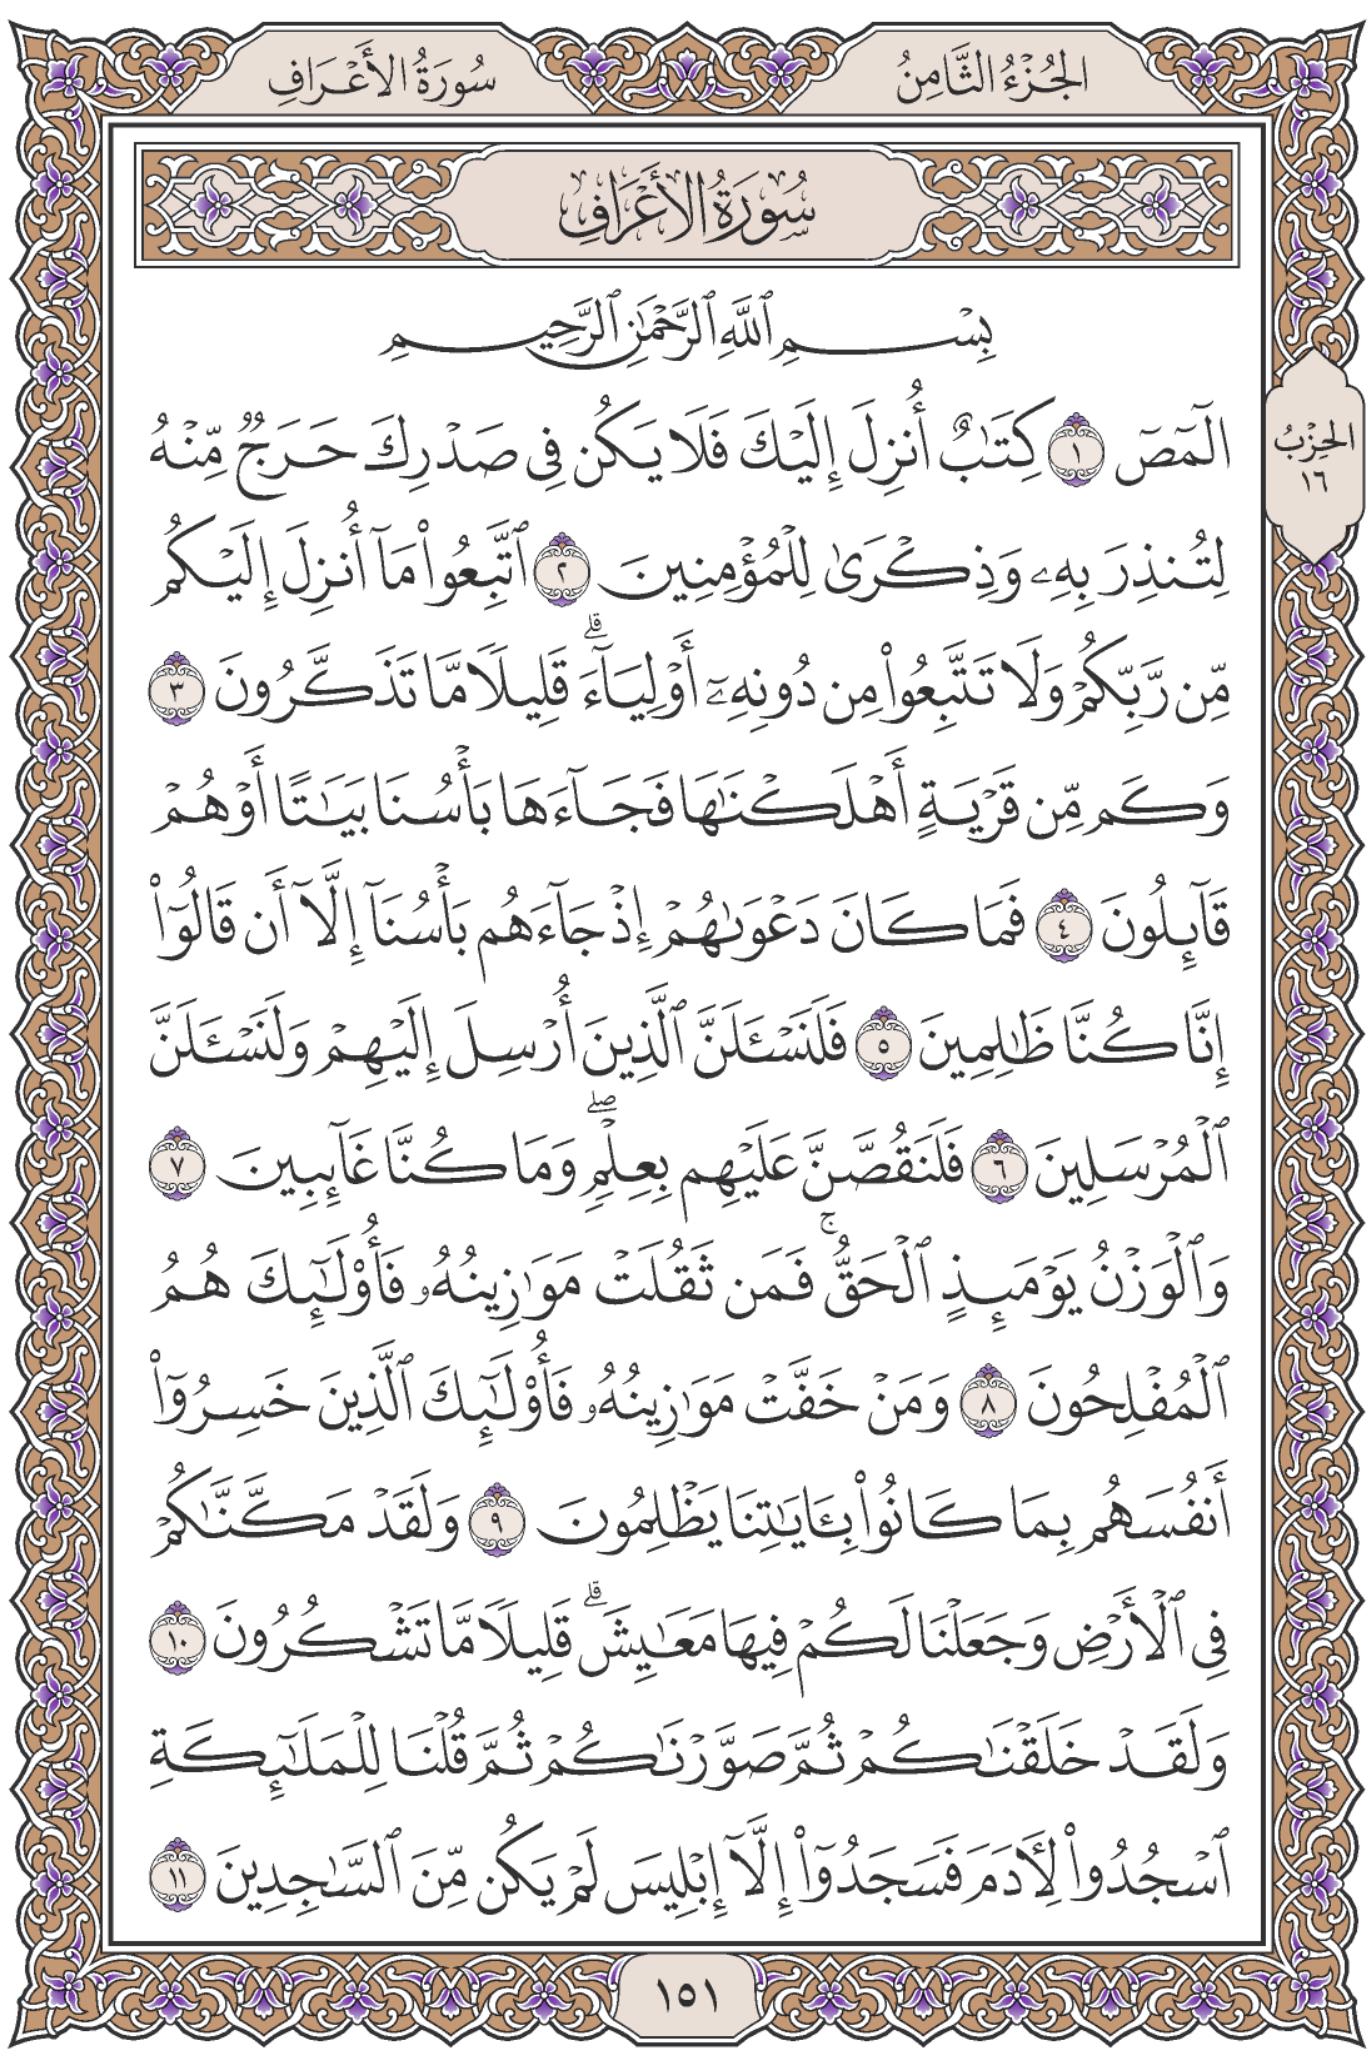 الجُزْءُ الثَّامِنُ
سُورَةُ الأَعْرَافِ
سُورَةُ الأَعْرَافِ
بِسْمِ ٱللَّهِ ٱلرَّحْمَٰنِ ٱلرَّحِيمِ
الٓمٓصٓ ١ كِتَٰبٌ أُنزِلَ إِلَيْكَ فَلَا يَكُن فِي صَدْرِكَ حَرَجٌ مِّنْهُ
لِتُنذِرَ بِهِۦ وَذِكْرَىٰ لِلْمُؤْمِنِينَ ٢ ٱتَّبِعُوا۟ مَآ أُنزِلَ إِلَيْكُم
مِّن رَّبِّكُمْ وَلَا تَتَّبِعُوا۟ مِن دُونِهِۦٓ أَوْلِيَآءَ ۗ قَلِيلًا مَّا تَذَكَّرُونَ ٣
وَكَم مِّن قَرْيَةٍ أَهْلَكْنَٰهَا فَجَآءَهَا بَأْسُنَا بَيَٰتًا أَوْ هُمْ
قَآئِلُونَ ٤ فَمَا كَانَ دَعْوَىٰهُمْ إِذْ جَآءَهُم بَأْسُنَآ إِلَّآ أَن قَالُوٓا۟
إِنَّا كُنَّا ظَٰلِمِينَ ٥ فَلَنَسْـَٔلَنَّ ٱلَّذِينَ أُرْسِلَ إِلَيْهِمْ وَلَنَسْـَٔلَنَّ
ٱلْمُرْسَلِينَ ٦ فَلَنَقُصَّنَّ عَلَيْهِم بِعِلْمٍ ۖ وَمَا كُنَّا غَآئِبِينَ ٧
وَٱلْوَزْنُ يَوْمَئِذٍ ٱلْحَقُّ ۚ فَمَن ثَقُلَتْ مَوَٰزِينُهُۥ فَأُو۟لَٰٓئِكَ هُمُ
ٱلْمُفْلِحُونَ ٨ وَمَنْ خَفَّتْ مَوَٰزِينُهُۥ فَأُو۟لَٰٓئِكَ ٱلَّذِينَ خَسِرُوٓا۟
أَنفُسَهُم بِمَا كَانُوا۟ بِـَٔايَٰتِنَا يَظْلِمُونَ ٩ وَلَقَدْ مَكَّنَّٰكُمْ
فِي ٱلْأَرْضِ وَجَعَلْنَا لَكُمْ فِيهَا مَعَٰيِشَ ۗ قَلِيلًا مَّا تَشْكُرُونَ ١٠
وَلَقَدْ خَلَقْنَٰكُمْ ثُمَّ صَوَّرْنَٰكُمْ ثُمَّ قُلْنَا لِلْمَلَٰٓئِكَةِ
ٱسْجُدُوا۟ لِـَٔادَمَ فَسَجَدُوٓا۟ إِلَّآ إِبْلِيسَ لَمْ يَكُن مِّنَ ٱلسَّٰجِدِينَ ١١
الحِزْبُ
١٦
١٥١